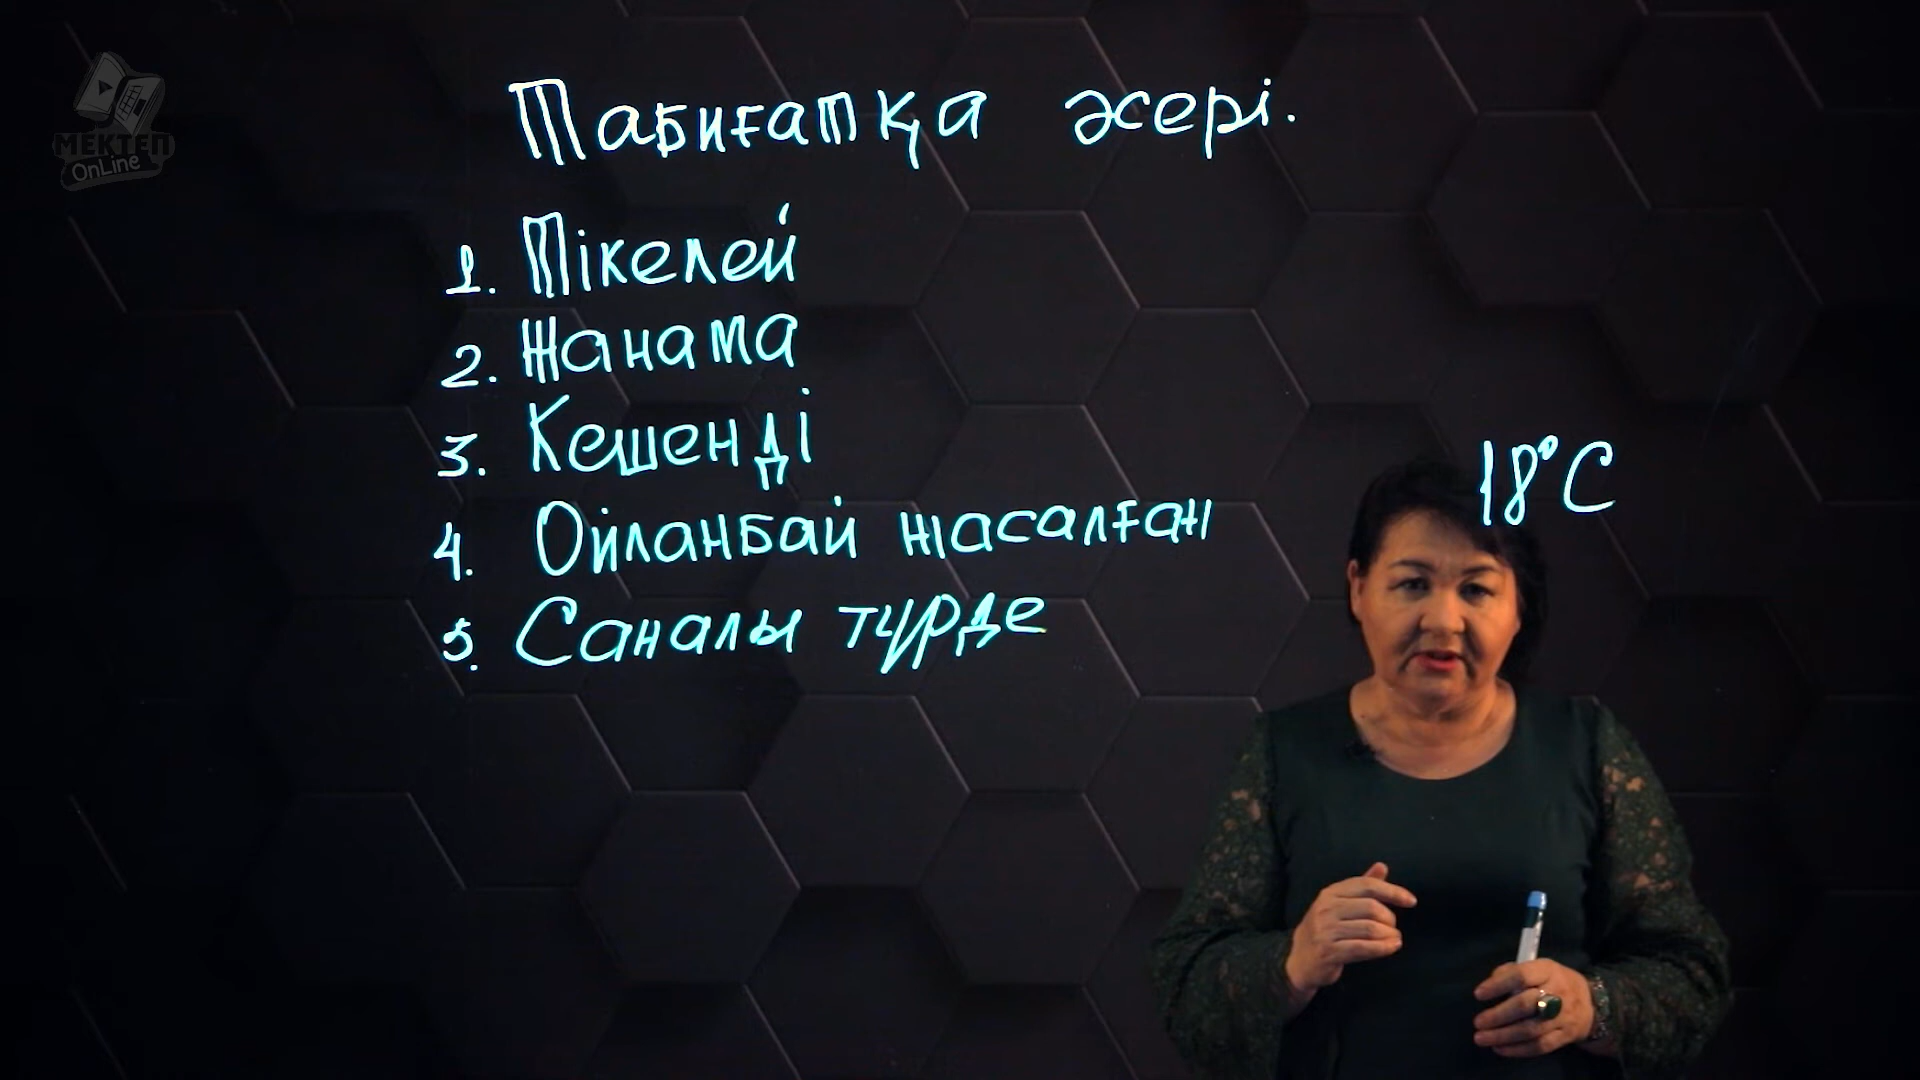 МЕКТЕП
OnLine
Табиғатқа әсері.
1. Тікелей
2. Жанама
3. Кешенді
4. Ойланбай жасалған
5. Саналы түрде
18°C